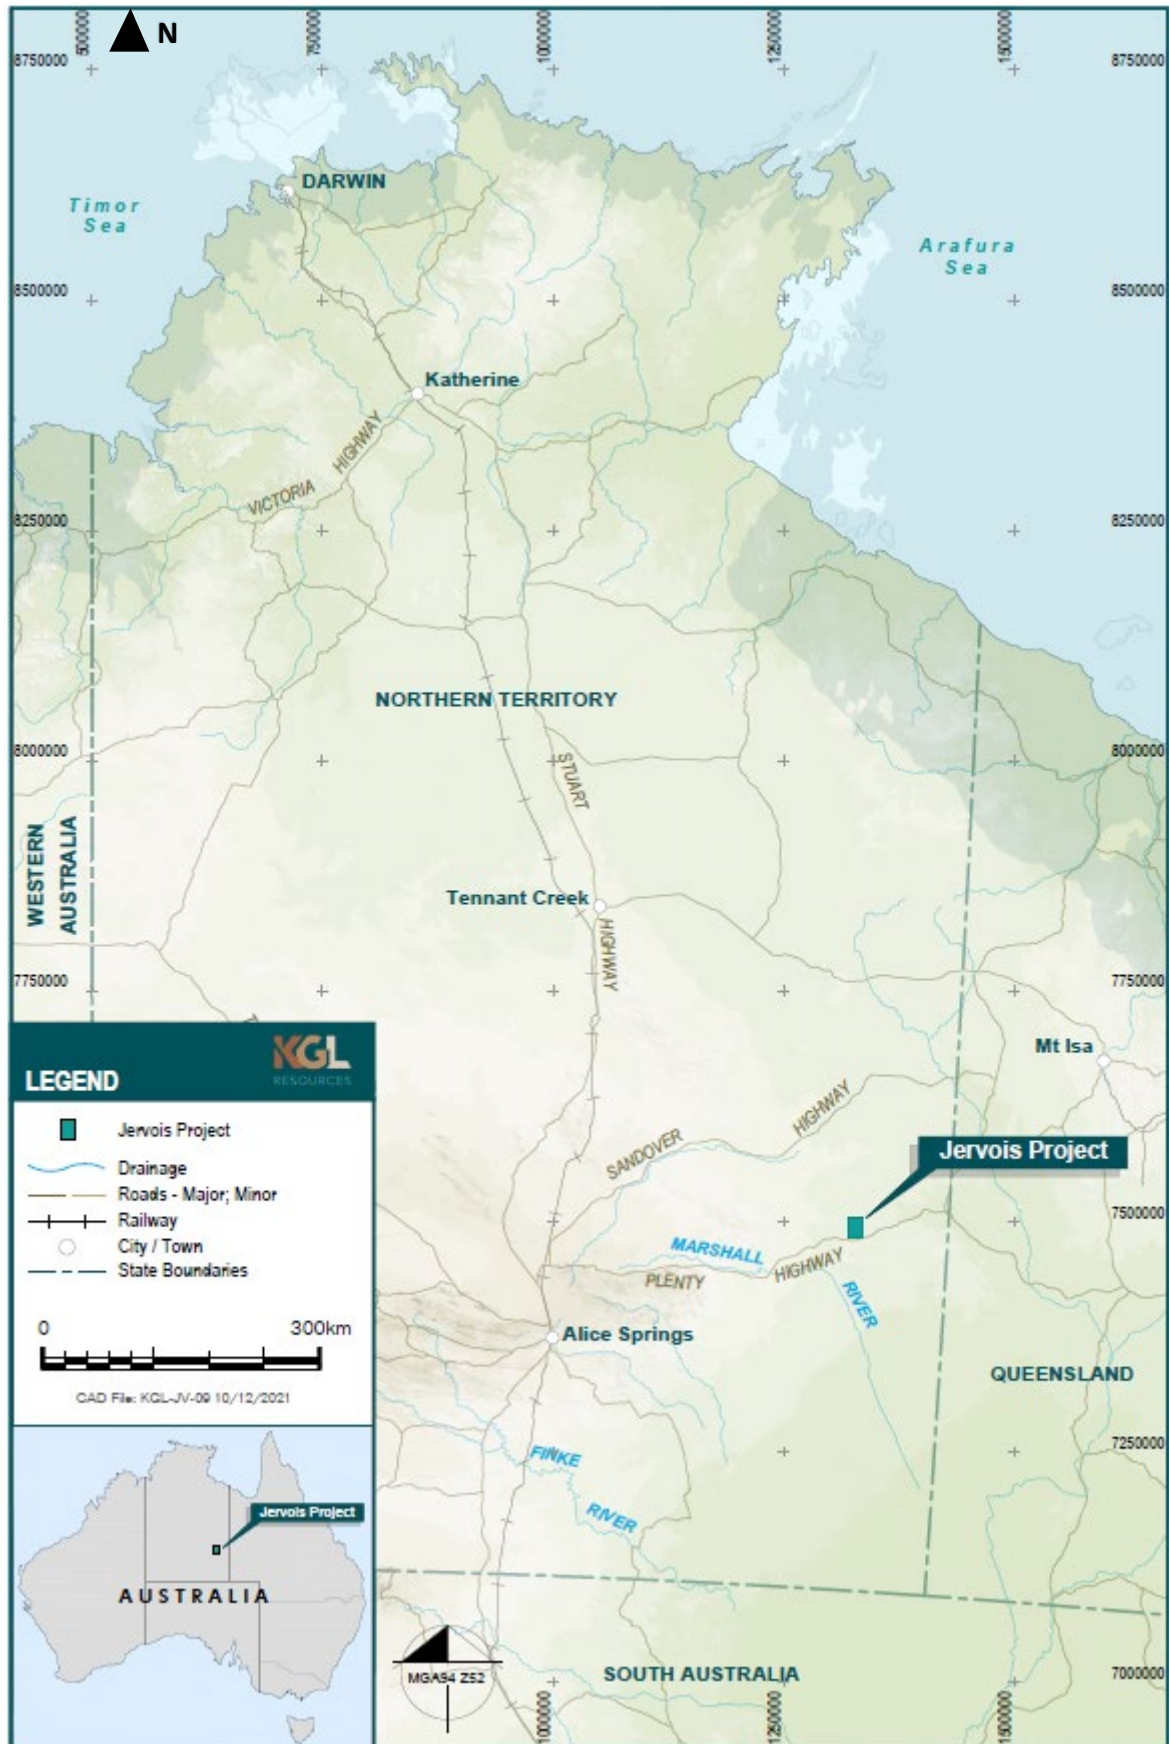 N
500000
750000
1000000
1250000
1500000
8750000
8750000
DARWIN
Timor
Sea
Arafura
Sea
8500000
8500000
Katherine
VICTORIA
HIGHWAY
8250000
8250000
NORTHERN TERRITORY
8000000
8000000
STUART
HIGHWAY
WESTERN
AUSTRALIA
Tennant Creek
7750000
7750000
Mt Isa
SANDOVER
HIGHWAY
Jervois Project
7500000
MARSHALL
RIVER
PLENTY
HIGHWAY
Alice Springs
QUEENSLAND
7250000
FINKE
RIVER
SOUTH AUSTRALIA
7000000
1000000
1250000
1500000
MGA94 Z52
KGL
RESOURCES
LEGEND
Jervois Project
Drainage
Roads - Major; Minor
Railway
City / Town
State Boundaries
0 300km
CAD File: KGL-JV-09 10/12/2021
Jervois Project
AUSTRALIA